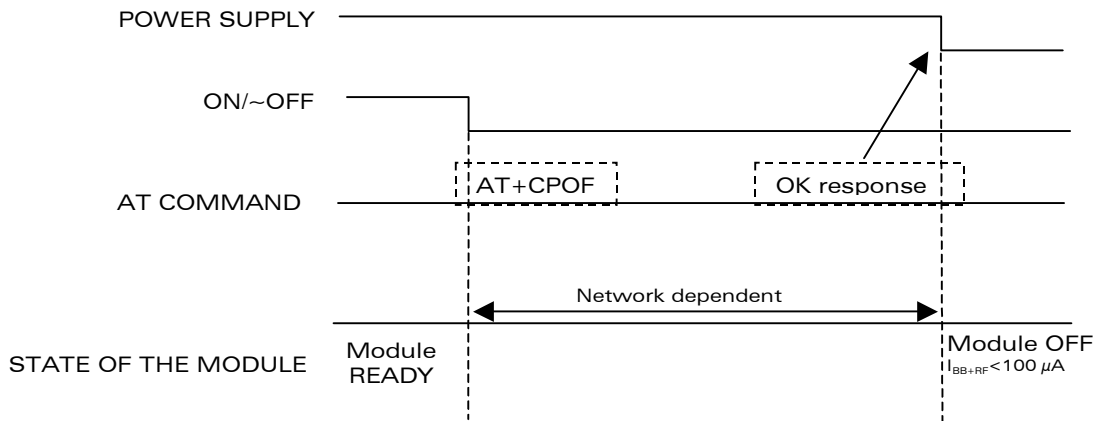 POWER SUPPLY
ON/~OFF
AT+CPOF
OK response
AT COMMAND
Network dependent
STATE OF THE MODULE
Module
READY
Module OFF
I_BB+RF<100 µA